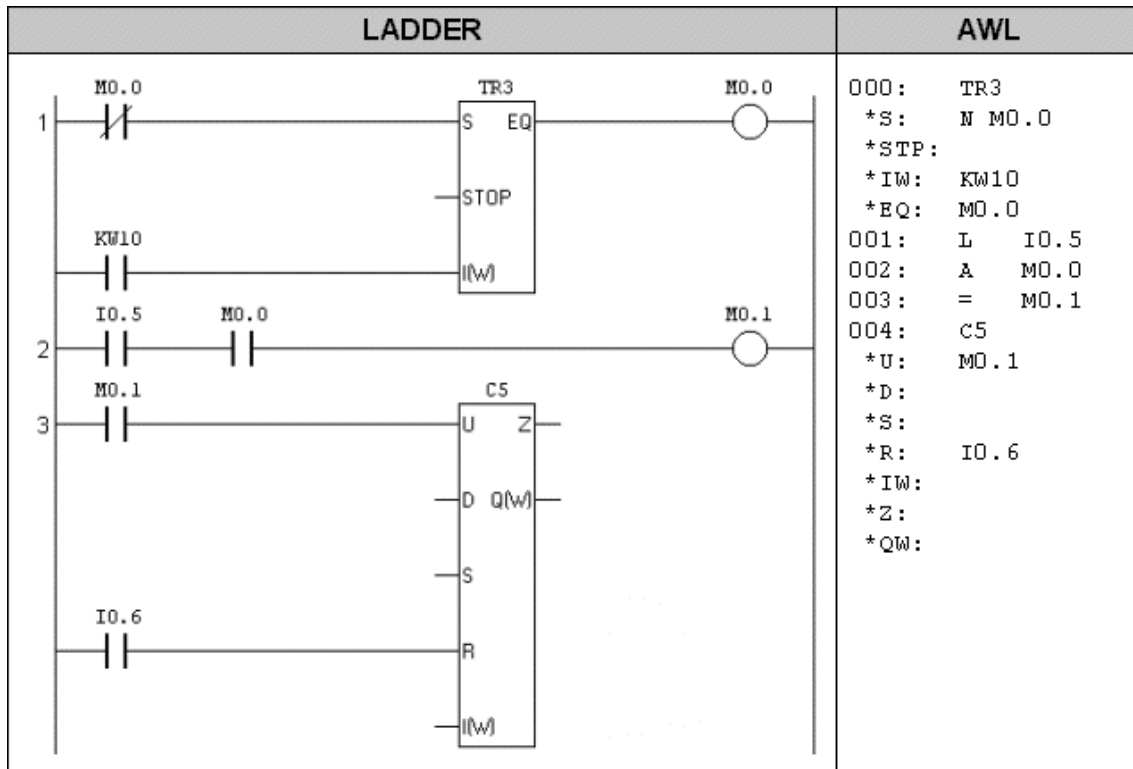 LADDER
AWL
M0.0 TR3 M0.0
1 S EQ
STOP
KW10
I(W)
I0.5 M0.0 M0.1
2
M0.1 C5
3 U Z
D Q(W)
S
I0.6
R
I(W)
000: TR3
*S: N M0.0
*STP:
*IW: KW10
*EQ: M0.0
001: L I0.5
002: A M0.0
003: = M0.1
004: C5
*U: M0.1
*D:
*S:
*R: I0.6
*IW:
*Z:
*QW: